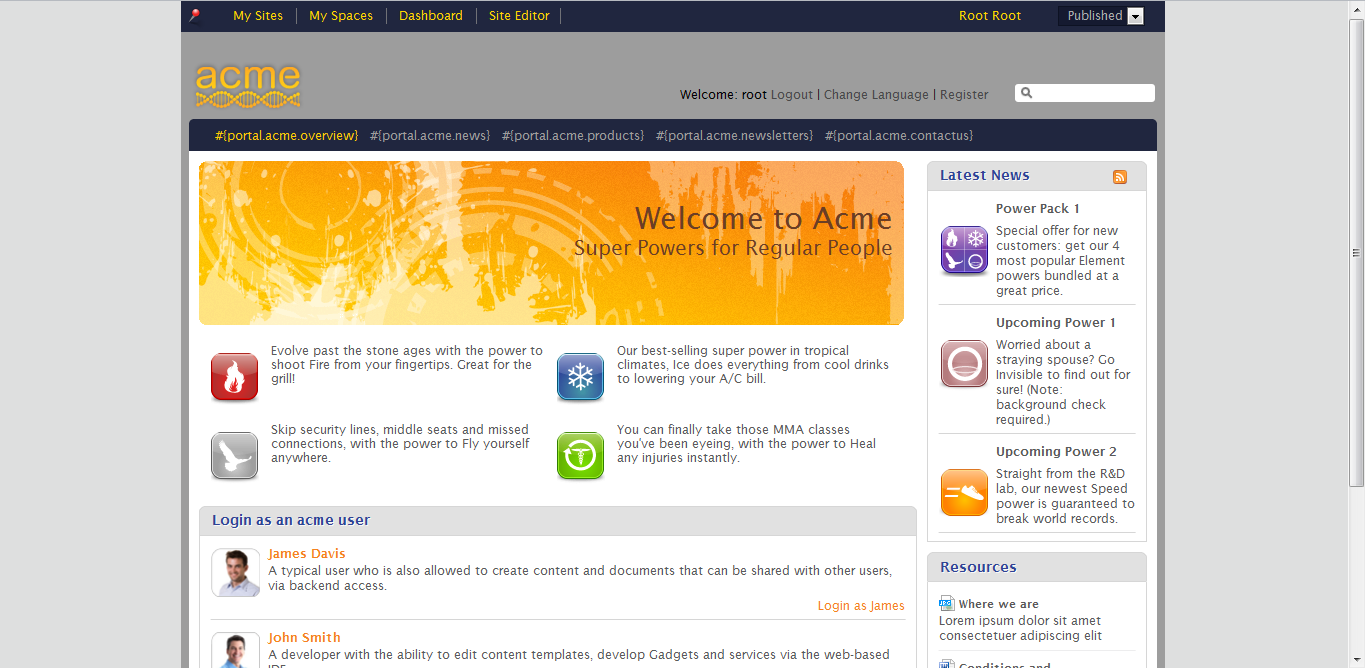 My Sites My Spaces Dashboard Site Editor Root Root Published
acme
Welcome: root Logout | Change Language | Register
#{portal.acme.overview} #{portal.acme.news} #{portal.acme.products} #{portal.acme.newsletters} #{portal.acme.contactus}
Welcome to Acme
Super Powers for Regular People
Evolve past the stone ages with the power to
shoot Fire from your fingertips. Great for the
grill!
Our best-selling super power in tropical
climates, Ice does everything from cool drinks
to lowering your A/C bill.
Skip security lines, middle seats and missed
connections, with the power to Fly yourself
anywhere.
You can finally take those MMA classes
you've been eyeing, with the power to Heal
any injuries instantly.
Login as an acme user
James Davis
A typical user who is also allowed to create content and documents that can be shared with other users,
via backend access.
Login as James
John Smith
A developer with the ability to edit content templates, develop Gadgets and services via the web-based
IDE
Latest News
Power Pack 1
Special offer for new
customers: get our 4
most popular Element
powers bundled at a
great price.
Upcoming Power 1
Worried about a
straying spouse? Go
Invisible to find out for
sure! (Note:
background check
required.)
Upcoming Power 2
Straight from the R&D
lab, our newest Speed
power is guaranteed to
break world records.
Resources
Where we are
Lorem ipsum dolor sit amet
consectetuer adipiscing elit
Conditions and